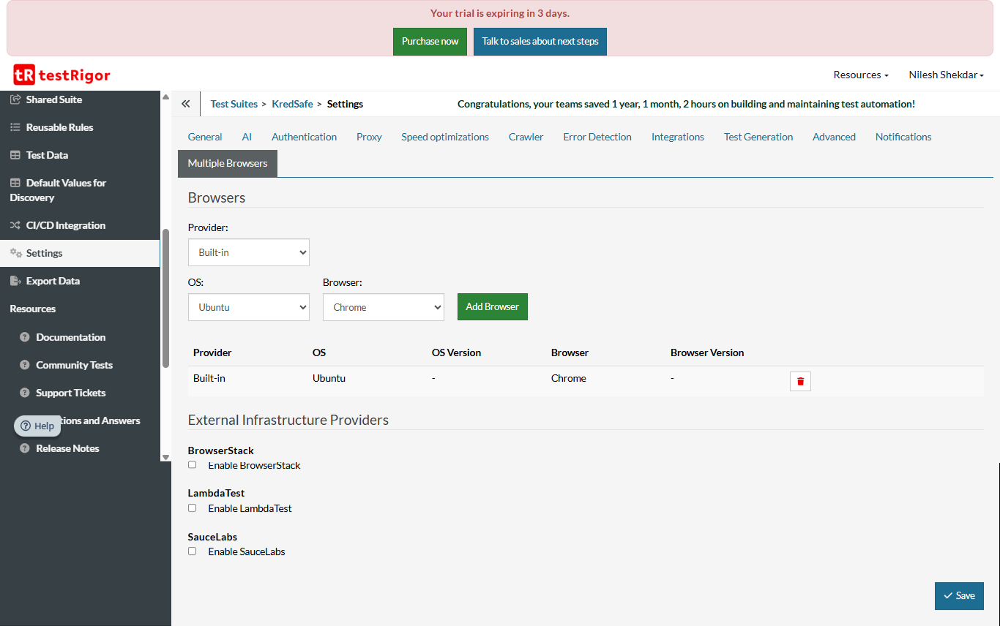 Your trial is expiring in 3 days.
Purchase now
Talk to sales about next steps
tR testRigor
Resources
Nilesh Shekdar
Shared Suite
Reusable Rules
Test Data
Default Values for
Discovery
CI/CD Integration
Settings
Export Data
Resources
Documentation
Community Tests
Support Tickets
and Answers
Help
Release Notes
Test Suites > KredSafe > Settings
Congratulations, your teams saved 1 year, 1 month, 2 hours on building and maintaining test automation!
General AI Authentication Proxy Speed optimizations Crawler Error Detection Integrations Test Generation Advanced Notifications
Multiple Browsers
Browsers
Provider:
Built-in
OS: Browser:
Ubuntu Chrome Add Browser
Provider OS OS Version Browser Browser Version
Built-in Ubuntu - Chrome -
External Infrastructure Providers
BrowserStack
Enable BrowserStack
LambdaTest
Enable LambdaTest
SauceLabs
Enable SauceLabs
Save